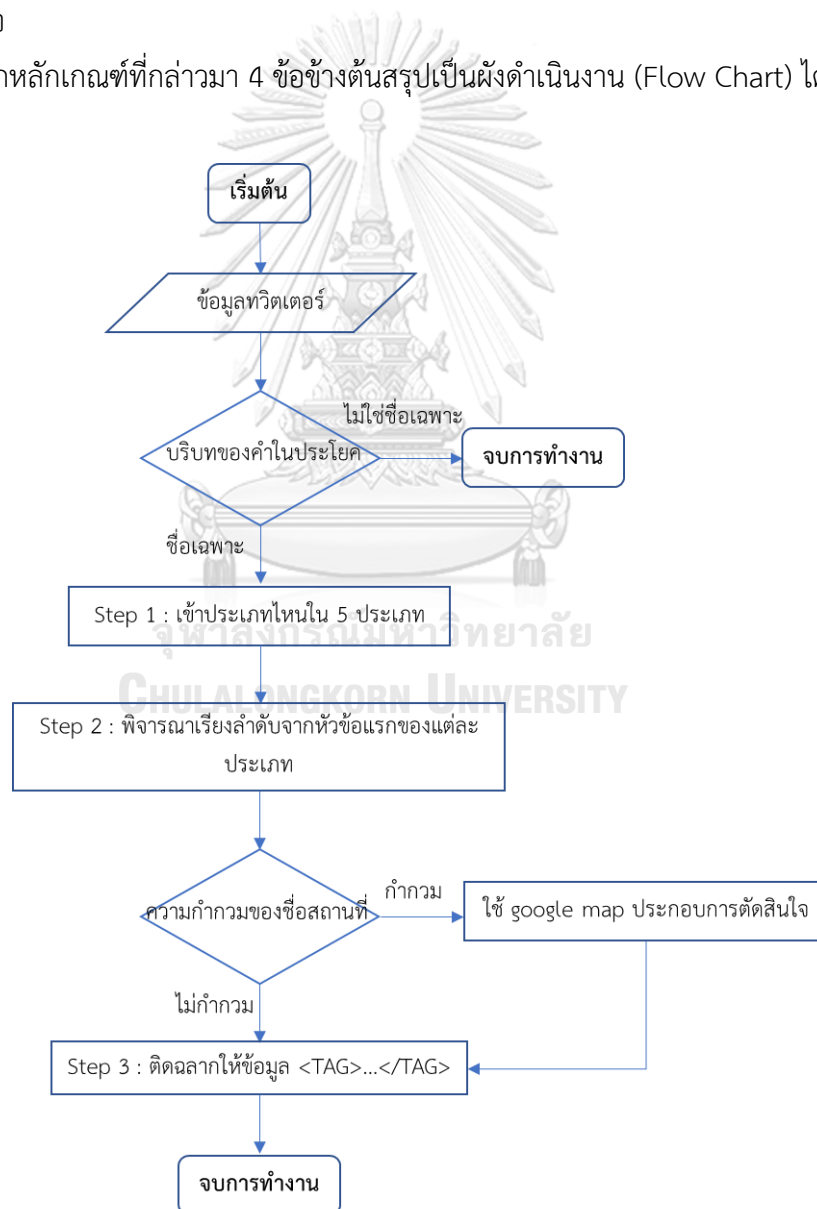 หลักเกณฑ์ที่กล่าวมา 4 ข้อข้างต้นสรุปเป็นผังดำเนินงาน (Flow Chart)
เริ่มต้น
ข้อมูลทวิตเตอร์
ไม่ใช่ชื่อเฉพาะ
บริบทของคำในประโยค
จบการทำงาน
ชื่อเฉพาะ
Step 1 : เข้าประเภทไหนใน 5 ประเภท
จุฬาลงกรณ์มหาวิทยาลัย
CHULALONGKORN UNIVERSITY
Step 2 : พิจารณาเรียงลำดับจากหัวข้อแรกของแต่ละ
ประเภท
กำกวม
ความกำกวมของชื่อสถานที่
ใช้ google map ประกอบการตัดสินใจ
ไม่กำกวม
Step 3 : ติดฉลากให้ข้อมูล <TAG>...</TAG>
จบการทำงาน